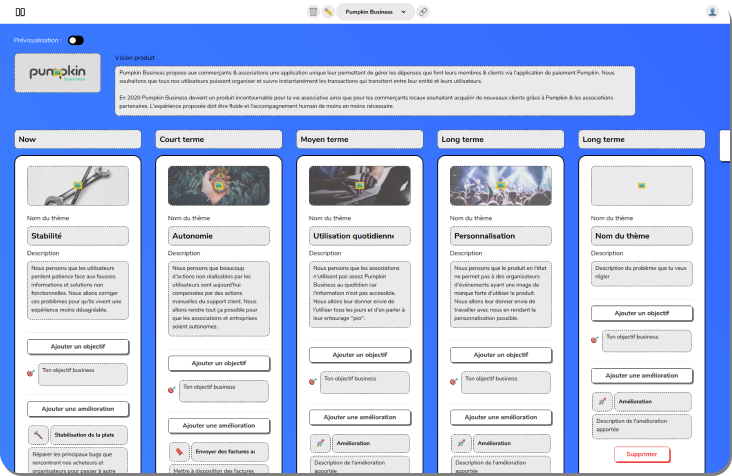 Pumpkin Business
Prévisualisation :
pumpkin
Vision produit
Pumpkin Business propose aux commerçants & associations une application unique leur permettant de gérer les dépenses que font leurs membres & clients via l'application de paiement Pumpkin. Nous
souhaitons que tous nos utilisateurs puissent organiser et suivre instantanément les transactions qui transitent entre leur entité et leurs utilisateurs.
En 2020 Pumpkin Business devient un produit incontournable pour la vie associative ainsi que pour les commerçants locaux souhaitant acquérir de nouveaux clients grâce à Pumpkin & les associations
partenaires. L'expérience proposée doit être fluide et l'accompagnement humain de moins en moins nécessaire.
Now
Court terme
Moyen terme
Long terme
Long terme
Nom du thème
Stabilité
Description
Nous pensons que les utilisateurs
perdent patience face aux fausses
informations et solutions non
fonctionnelles. Nous allons corriger
ces problèmes pour qu'ils vivent une
expérience moins désagréable.
Ajouter un objectif
Ton objectif business
Ajouter une amélioration
Stabilisation de la plate
Réparer les principaux bugs que
rencontrent nos acheteurs et
organisateurs pour passer à autre
Nom du thème
Autonomie
Description
Nous pensons que beaucoup
d'actions non réalisables par les
utilisateurs sont aujourd'hui
compensées par des actions
manuelles du support client. Nous
allons rendre tout ça possible pour
que les associations et entreprises
soient autonomes.
Ajouter un objectif
Ton objectif business
Ajouter une amélioration
Envoyer des factures au
Mettre à disposition des factures
Nom du thème
Utilisation quotidienne
Description
Nous pensons que les associations
n'utilisent pas assez Pumpkin
Business au quotidien car
l'information n'est pas accessible.
Nous allons leur donner envie de
l'utiliser tous les jours et d'en parler à
leur entourage "pro".
Ajouter un objectif
Ton objectif business
Ajouter une amélioration
Amélioration
Description de l'amélioration
apportée
Nom du thème
Personnalisation
Description
Nous pensons que le produit en l'état
ne permet pas à des organisateurs
d'événements ayant une image de
marque forte d'utiliser le produit.
Nous allons leur donner envie de
travailler avec nous en rendant la
personnalisation possible.
Ajouter un objectif
Ton objectif business
Ajouter une amélioration
Amélioration
Description de l'amélioration
apportée
Nom du thème
Nom du thème
Description
Description du problème que tu veux
régler
Ajouter un objectif
Ton objectif business
Ajouter une amélioration
Amélioration
Description de l'amélioration
apportée
Supprimer